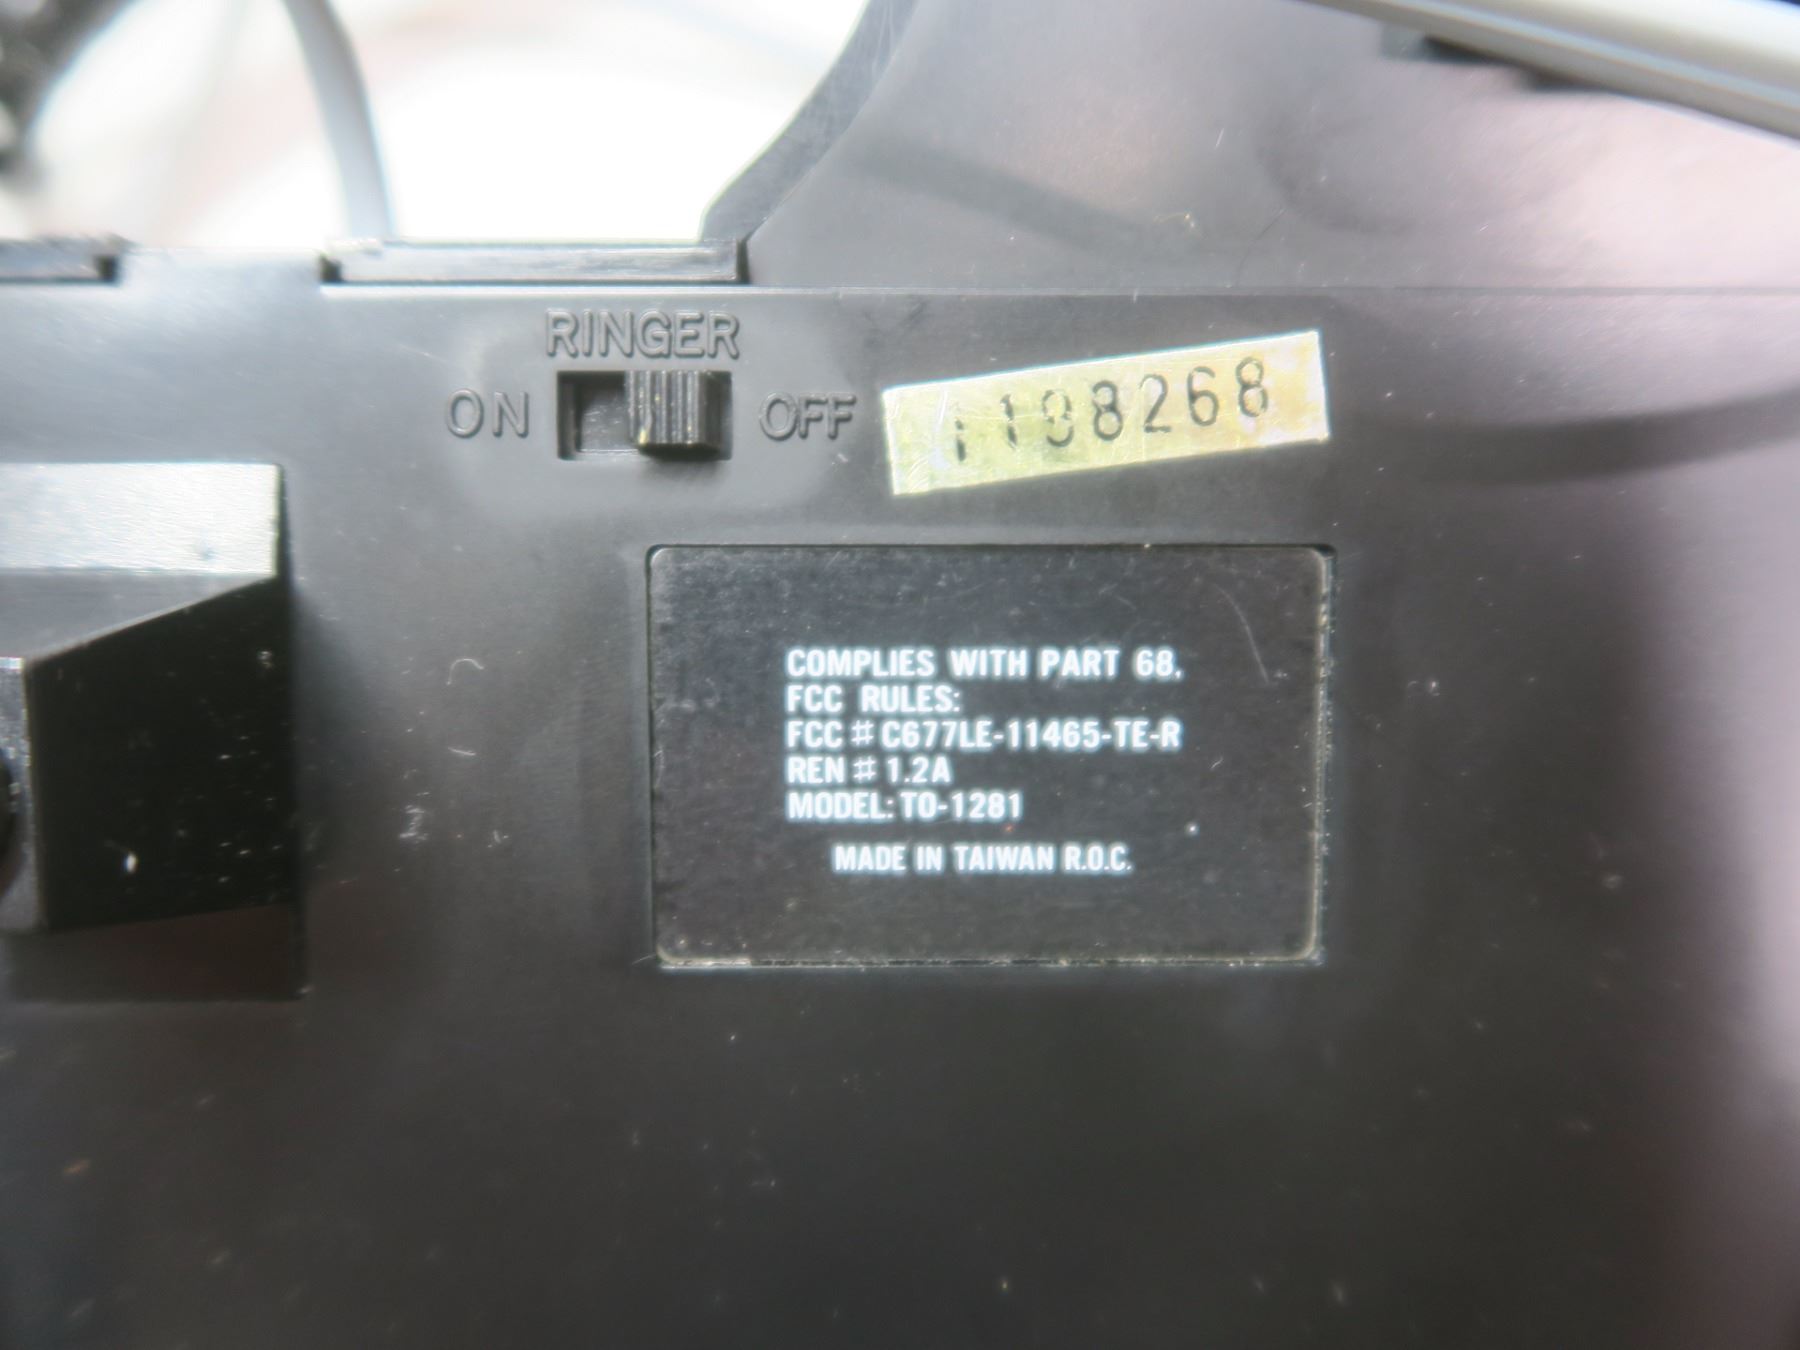 RINGER
ON OFF
1198268
COMPLIES WITH PART 68,
FCC RULES:
FCC # C677LE-11465-TE-R
REN # 1.2A
MODEL: TO-1281
MADE IN TAIWAN R.O.C.